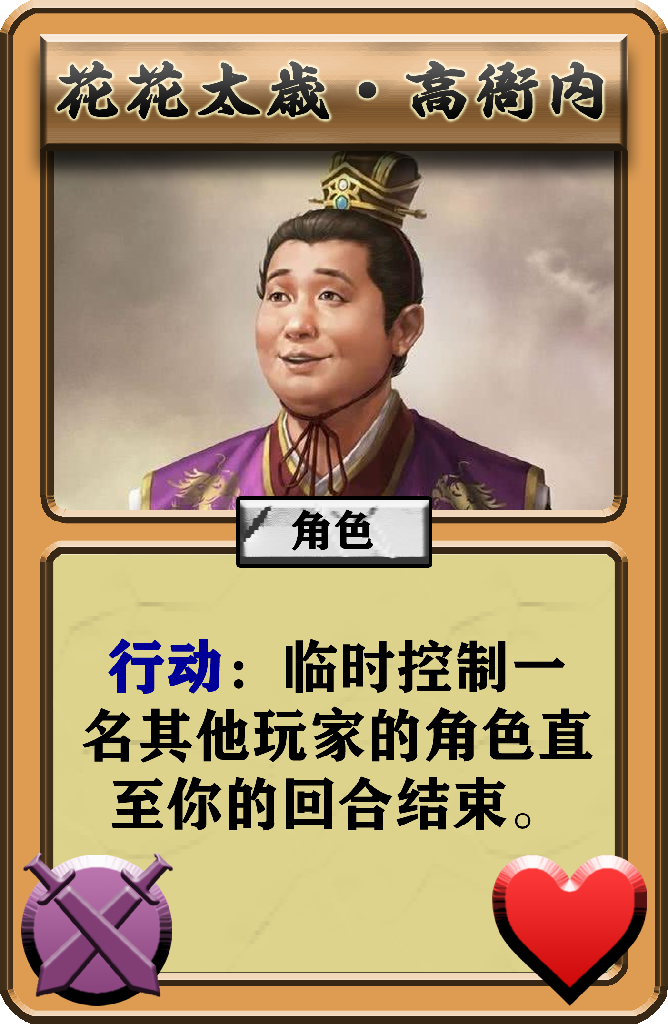 花花太歲·高衙内
角色
行动：临时控制一
名其他玩家的角色直
至你的回合结束。